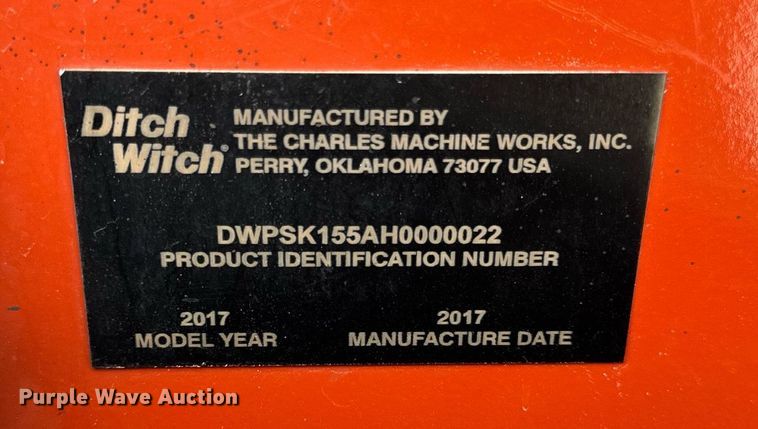 Ditch Witch®
MANUFACTURED BY
THE CHARLES MACHINE WORKS, INC.
PERRY, OKLAHOMA 73077 USA
DWPSK155AH0000022
PRODUCT IDENTIFICATION NUMBER
2017
MODEL YEAR
2017
MANUFACTURE DATE
Purple Wave Auction